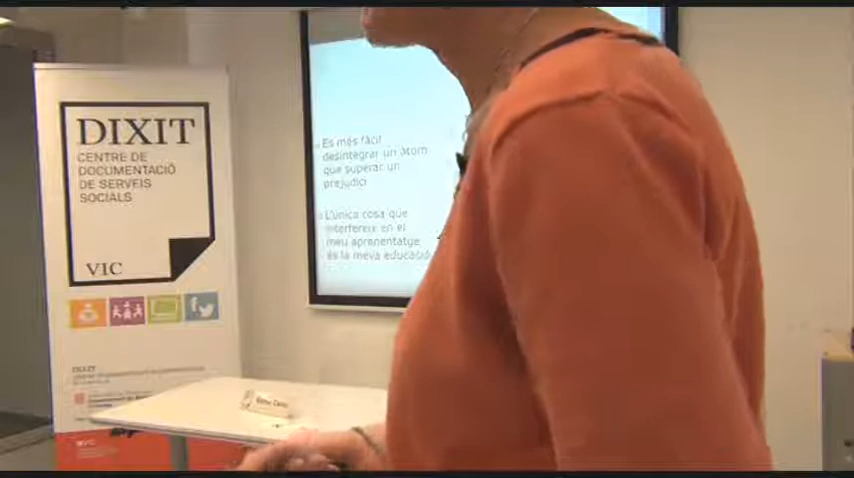 DIXIT
CENTRE DE
DOCUMENTACIÓ
DE SERVEIS
SOCIALS
VIC
Es més fàcil
desintegrar un àtom
que superar un
prejudici
L'única cosa que
interfereix en el
meu aprenentatge
és la meva educació
DIXIT